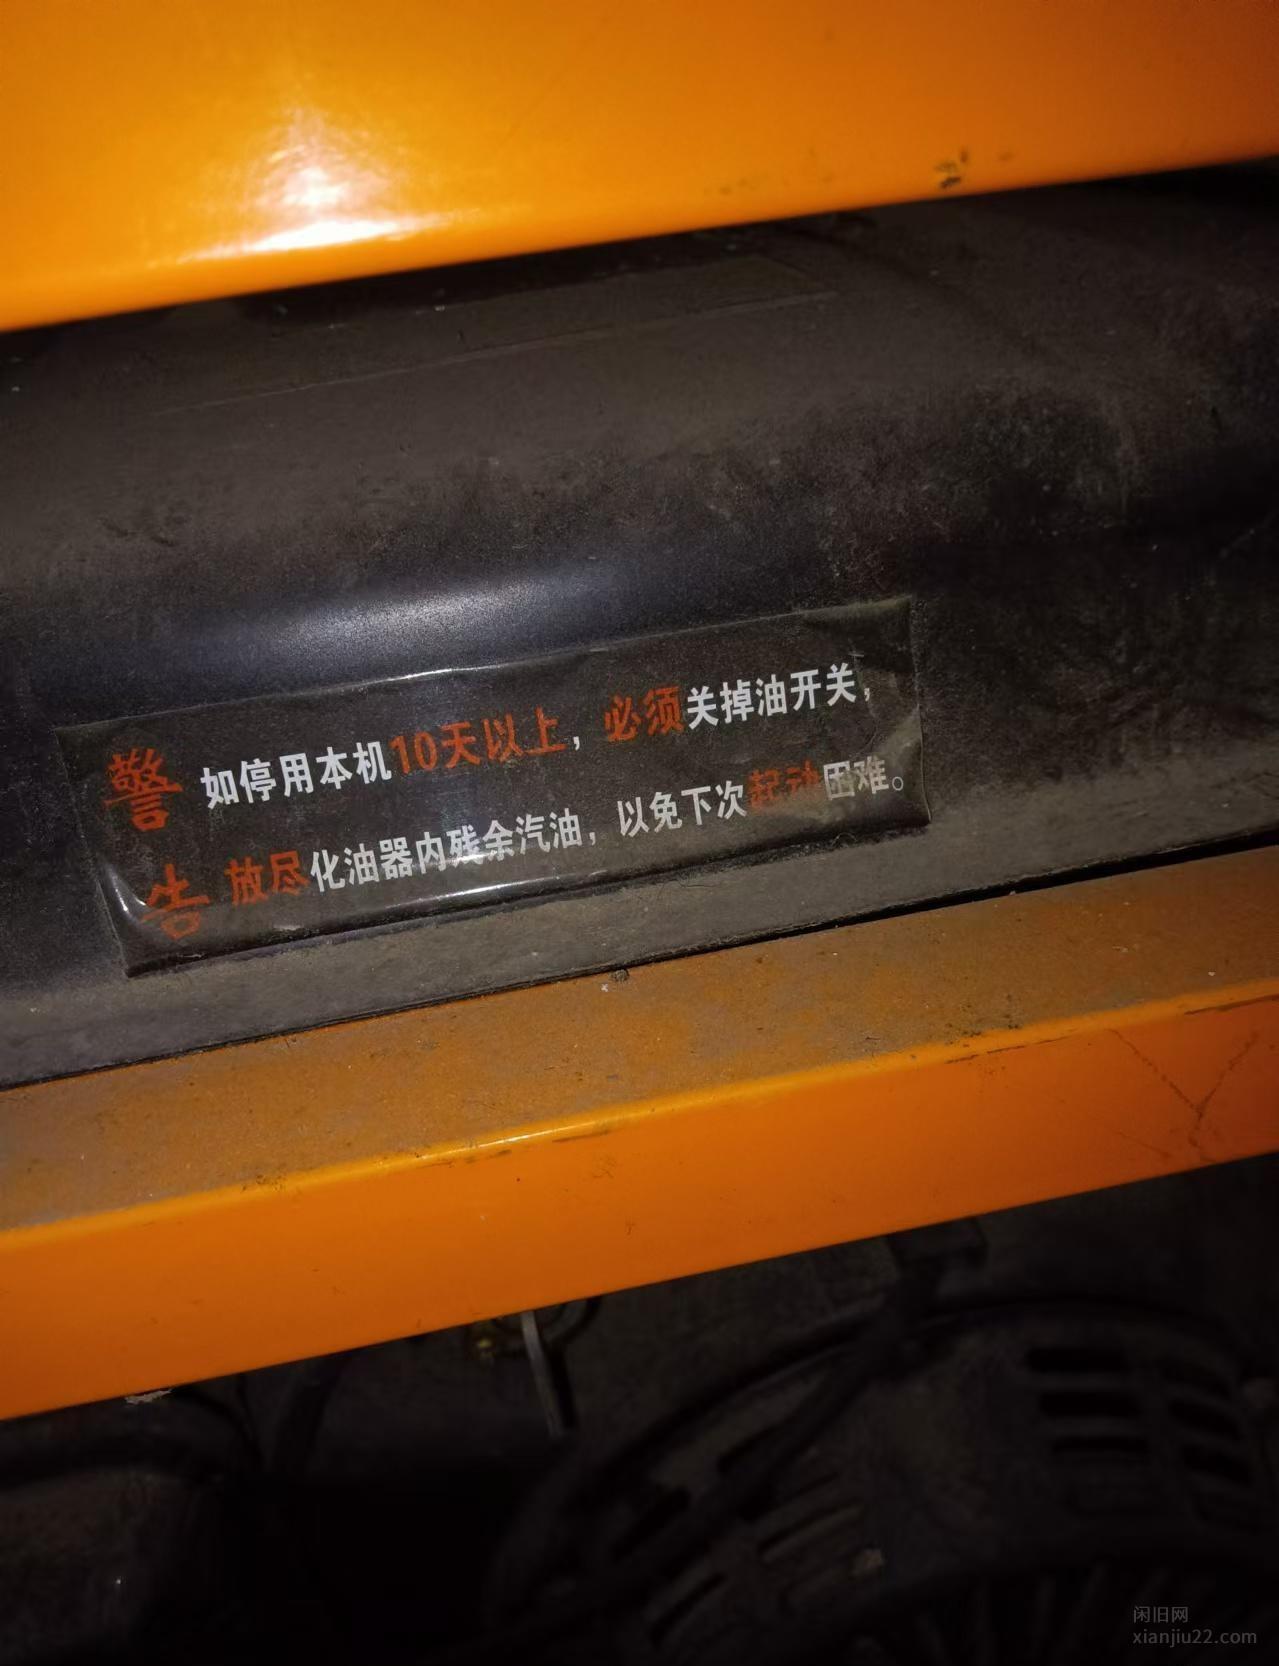 警告
如停用本机10天以上，必须关掉油开关，
放尽化油器内残余汽油，以免下次起动困难。
闲旧网
xianjiu22.com